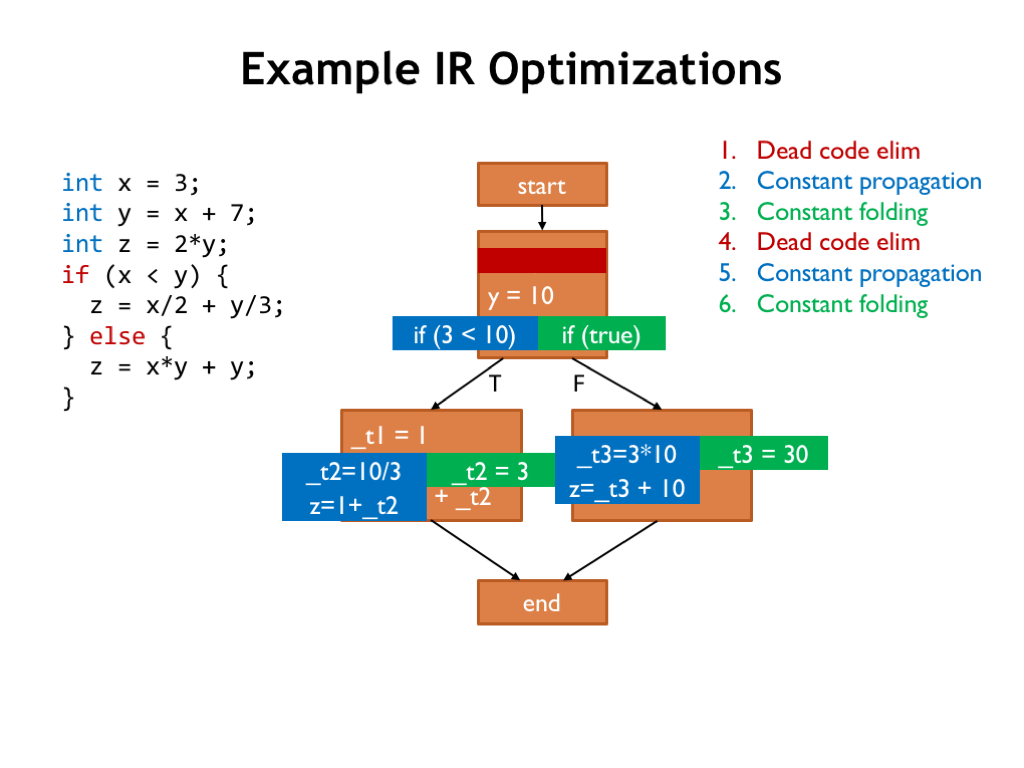 Example IR Optimizations
int x = 3;
int y = x + 7;
int z = 2*y;
if (x < y) {
z = x/2 + y/3;
} else {
z = x*y + y;
}
start
y = 10
if (3 < 10)
if (true)
T
F
_t1 = 1
_t2=10/3
_t2 = 3
z=1+_t2
+ _t2
_t3=3*10
_t3 = 30
z=_t3 + 10
end
1. Dead code elim
2. Constant propagation
3. Constant folding
4. Dead code elim
5. Constant propagation
6. Constant folding